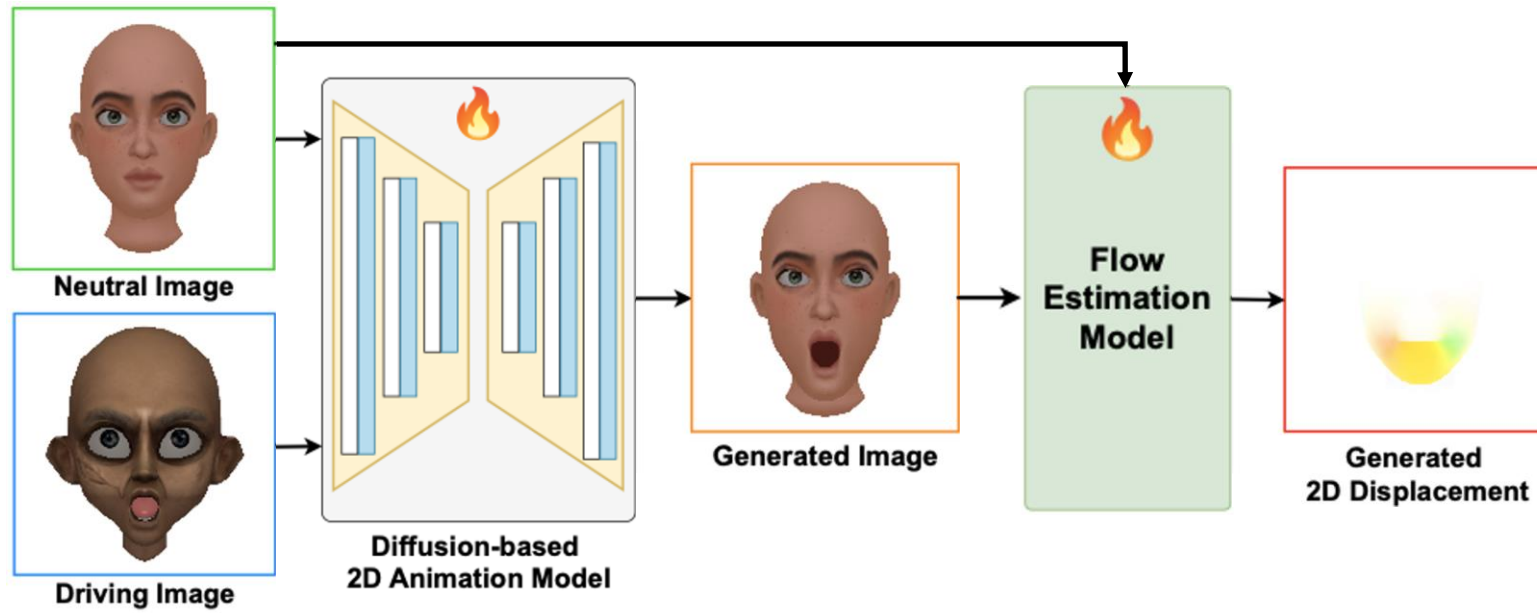 Neutral Image
Driving Image
Diffusion-based
2D Animation Model
Generated Image
Flow
Estimation
Model
Generated
2D Displacement